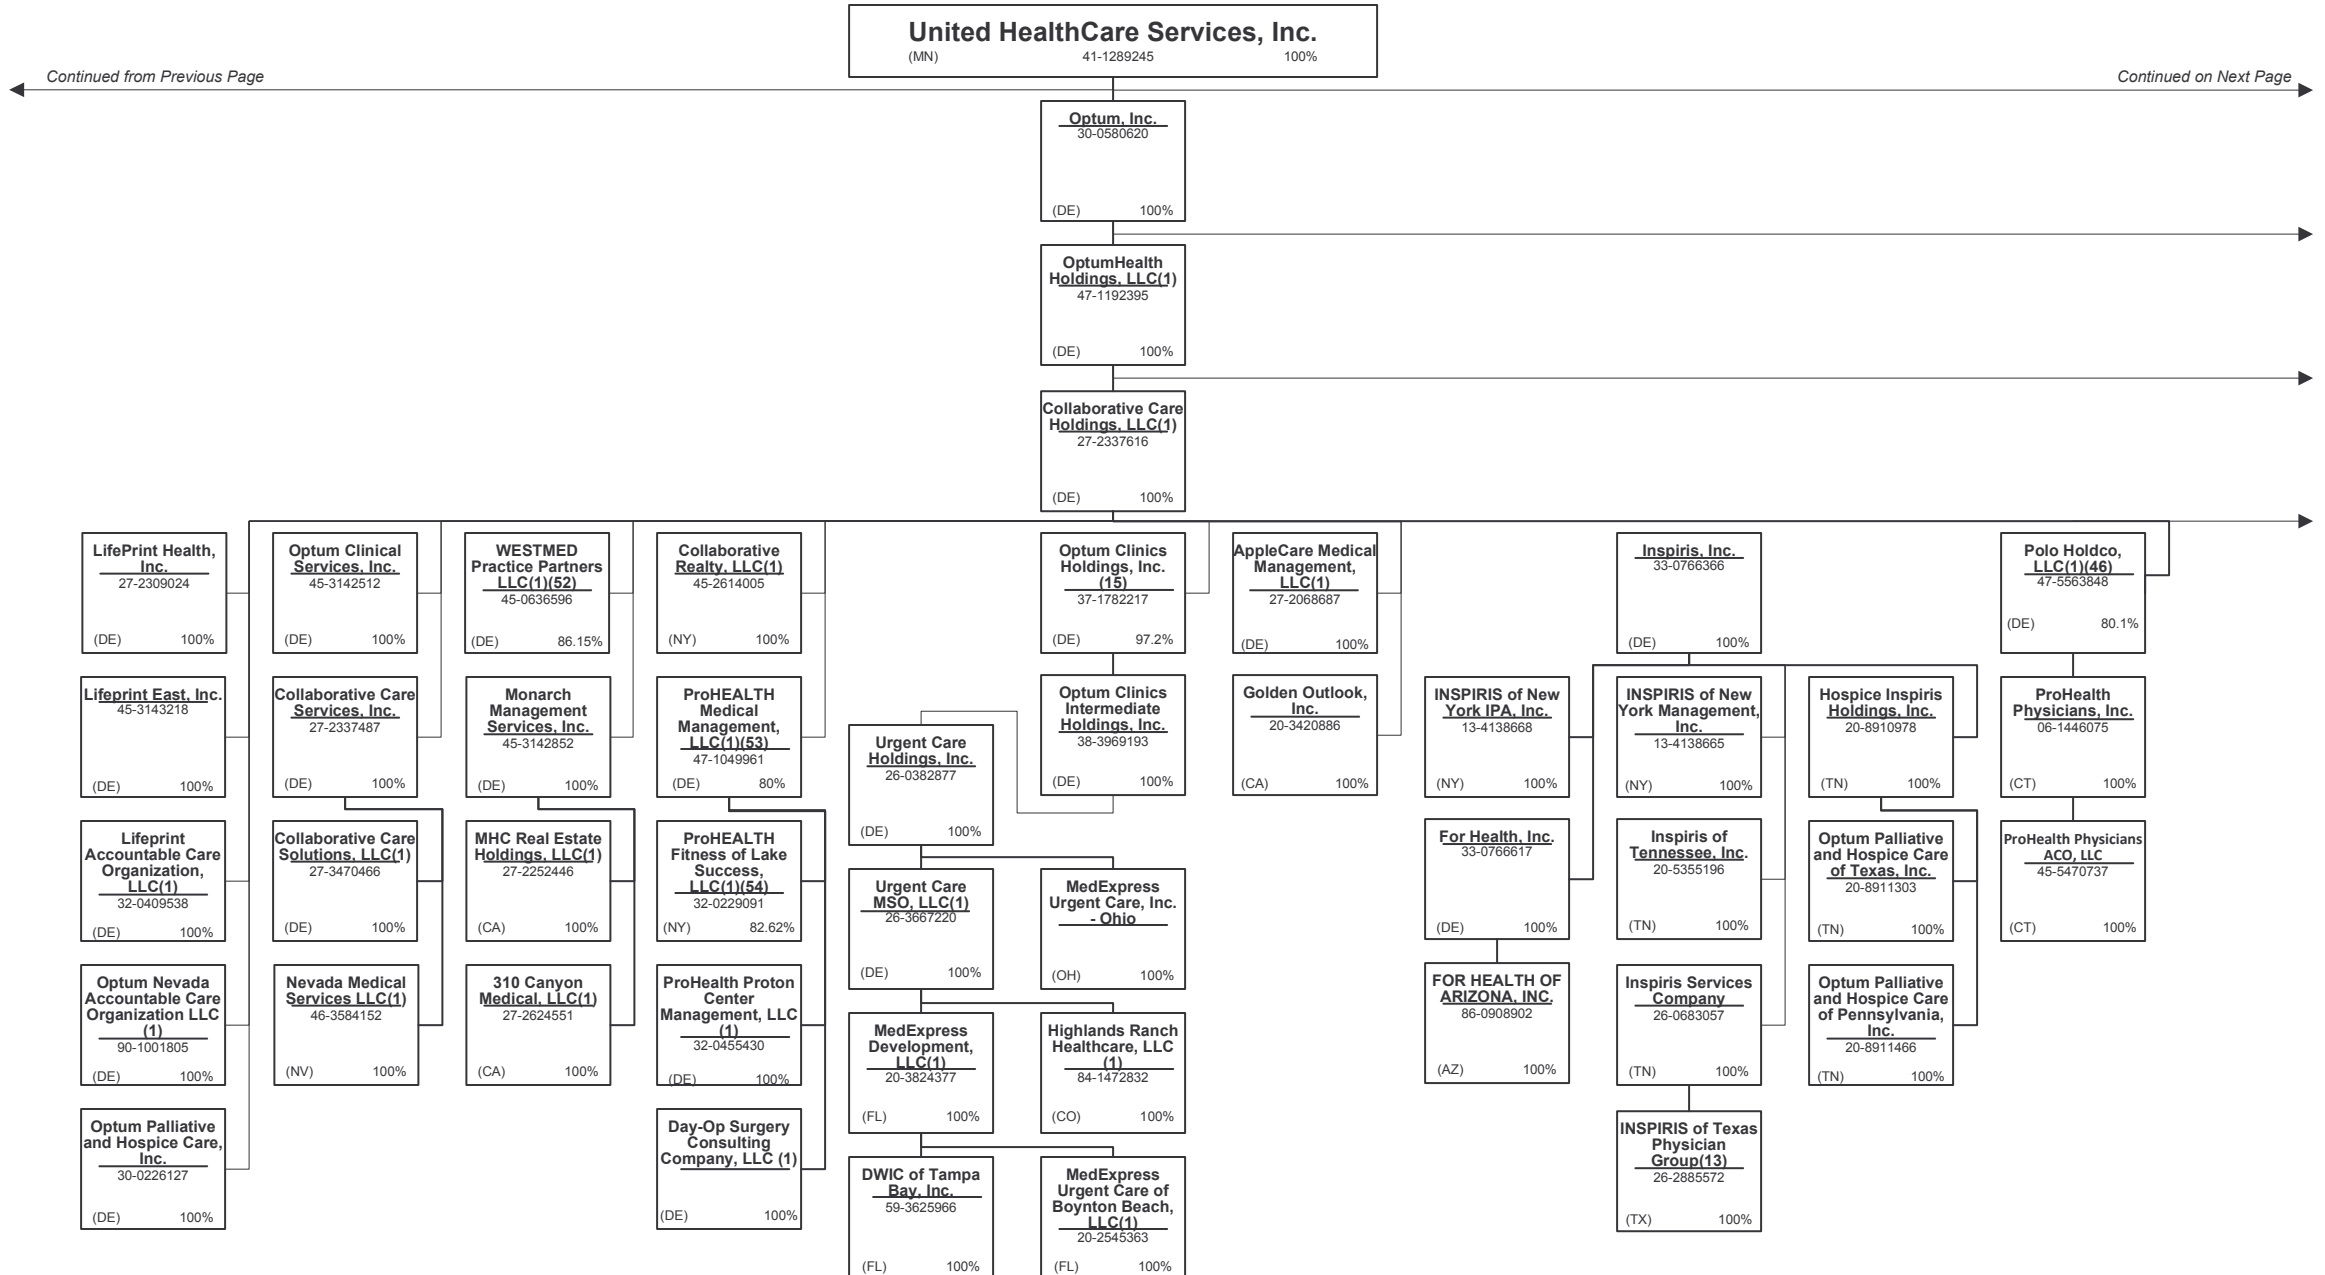 United HealthCare Services, Inc.
(MN) 41-1289245 100%
Continued from Previous Page
Continued on Next Page
Optum, Inc.
30-0580620
(DE) 100%
OptumHealth
Holdings, LLC(1)
47-1192395
(DE) 100%
Collaborative Care
Holdings, LLC(1)
27-2337616
(DE) 100%
LifePrint Health,
Inc.
27-2309024
(DE) 100%
Optum Clinical
Services, Inc.
45-3142512
(DE) 100%
WESTMED
Practice Partners
LLC(1)(52)
45-0636596
(DE) 86.15%
Collaborative
Realty, LLC(1)
45-2614005
(NY) 100%
Optum Clinics
Holdings, Inc.
(15)
37-1782217
(DE) 97.2%
AppleCare Medical
Management,
LLC(1)
27-2068687
(DE) 100%
Inspiris, Inc.
33-0766366
(DE) 100%
Polo Holdco,
LLC(1)(46)
47-5563848
(DE) 80.1%
Lifeprint East, Inc.
45-3143218
(DE) 100%
Collaborative Care
Services, Inc.
27-2337487
(DE) 100%
Monarch
Management
Services, Inc.
45-3142852
(DE) 100%
ProHEALTH
Medical
Management,
LLC(1)(53)
47-1049961
(DE) 80%
Urgent Care
Holdings, Inc.
26-0382877
(DE) 100%
Optum Clinics
Intermediate
Holdings, Inc.
38-3969193
(DE) 100%
Golden Outlook,
Inc.
20-3420886
(CA) 100%
INSPIRIS of New
York IPA, Inc.
13-4138668
(NY) 100%
INSPIRIS of New
York Management,
Inc.
13-4138665
(NY) 100%
Hospice Inspiris
Holdings, Inc.
20-8910978
(TN) 100%
ProHealth
Physicians, Inc.
06-1446075
(CT) 100%
Lifeprint
Accountable Care
Organization,
LLC(1)
32-0409538
(DE) 100%
Collaborative Care
Solutions, LLC(1)
27-3470466
(DE) 100%
MHC Real Estate
Holdings, LLC(1)
27-2252446
(CA) 100%
ProHEALTH
Fitness of Lake
Success,
LLC(1)(54)
32-0229091
(NY) 82.62%
Urgent Care
MSO, LLC(1)
26-3667220
(DE) 100%
MedExpress
Urgent Care, Inc.
- Ohio
(OH) 100%
For Health, Inc.
33-0766617
(DE) 100%
Inspiris of
Tennessee, Inc.
20-5355196
(TN) 100%
Optum Palliative
and Hospice Care
of Texas, Inc.
20-8911303
(TN) 100%
ProHealth Physicians
ACO, LLC
45-5470737
(CT) 100%
Optum Nevada
Accountable Care
Organization LLC
(1)
90-1001805
(DE) 100%
Nevada Medical
Services LLC(1)
46-3584152
(NV) 100%
310 Canyon
Medical, LLC(1)
27-2624551
(CA) 100%
ProHealth Proton
Center
Management, LLC
(1)
32-0455430
(DE) 100%
MedExpress
Development,
LLC(1)
20-3824377
(FL) 100%
Highlands Ranch
Healthcare, LLC
(1)
84-1472832
(CO) 100%
FOR HEALTH OF
ARIZONA, INC.
86-0908902
(AZ) 100%
Inspiris Services
Company
26-0683057
(TN) 100%
Optum Palliative
and Hospice Care
of Pennsylvania,
Inc.
20-8911466
(TN) 100%
Optum Palliative
and Hospice Care,
Inc.
30-0226127
(DE) 100%
Day-Op Surgery
Consulting
Company, LLC (1)
(DE) 100%
DWIC of Tampa
Bay, Inc.
59-3625966
(FL) 100%
MedExpress
Urgent Care of
Boynton Beach,
LLC(1)
20-2545363
(FL) 100%
INSPIRIS of Texas
Physician
Group(13)
26-2885572
(TX) 100%